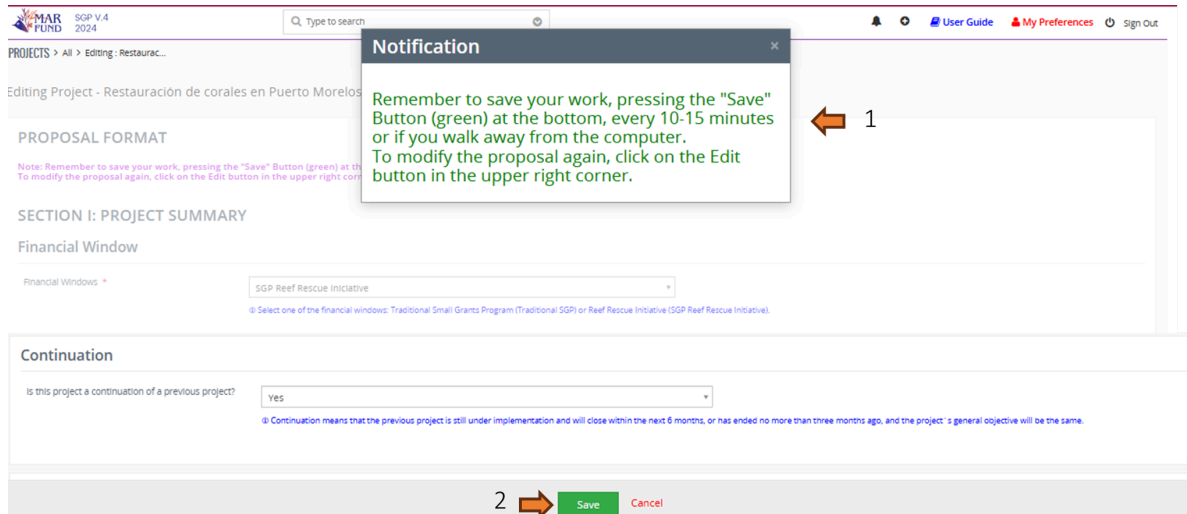 MAR FUND SGP V.4 2024
Type to search
User Guide My Preferences Sign Out
PROJECTS > All > Editing : Restaurac...
Editing Project - Restauración de corales en Puerto Morelos
Notification ×
Remember to save your work, pressing the "Save"
Button (green) at the bottom, every 10-15 minutes
or if you walk away from the computer.
To modify the proposal again, click on the Edit
button in the upper right corner.
1
PROPOSAL FORMAT
Note: Remember to save your work, pressing the "Save" Button (green) at th
To modify the proposal again, click on the Edit button in the upper right corn
SECTION I: PROJECT SUMMARY
Financial Window
Financial Windows *
SGP Reef Rescue Iniciative
Select one of the financial windows: Traditional Small Grants Program (Traditional SGP) or Reef Rescue Initiative (SGP Reef Rescue Initiative).
Continuation
Is this project a continuation of a previous project?
Yes
Continuation means that the previous project is still under implementation and will close within the next 6 months, or has ended no more than three months ago, and the project´s general objective will be the same.
2
Save Cancel